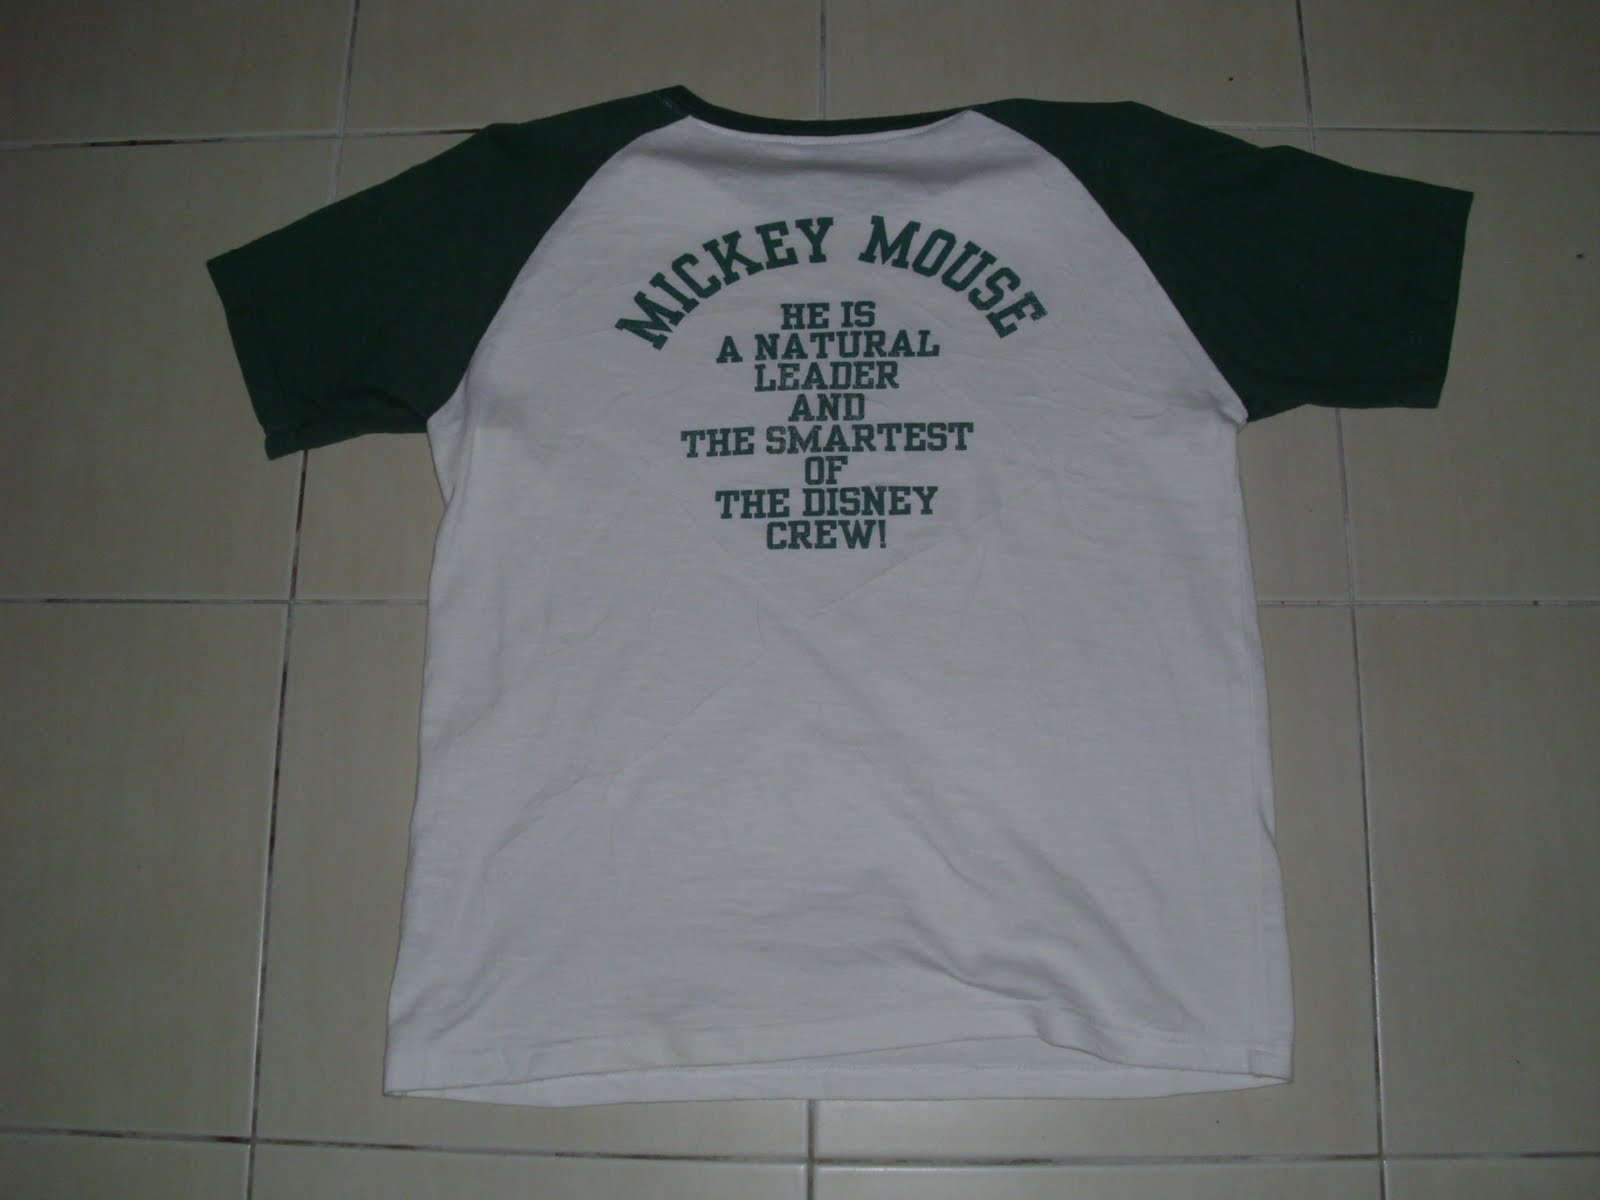 MICKEY MOUSE
HE IS
A NATURAL
LEADER
AND
THE SMARTEST
OF
THE DISNEY
CREW!